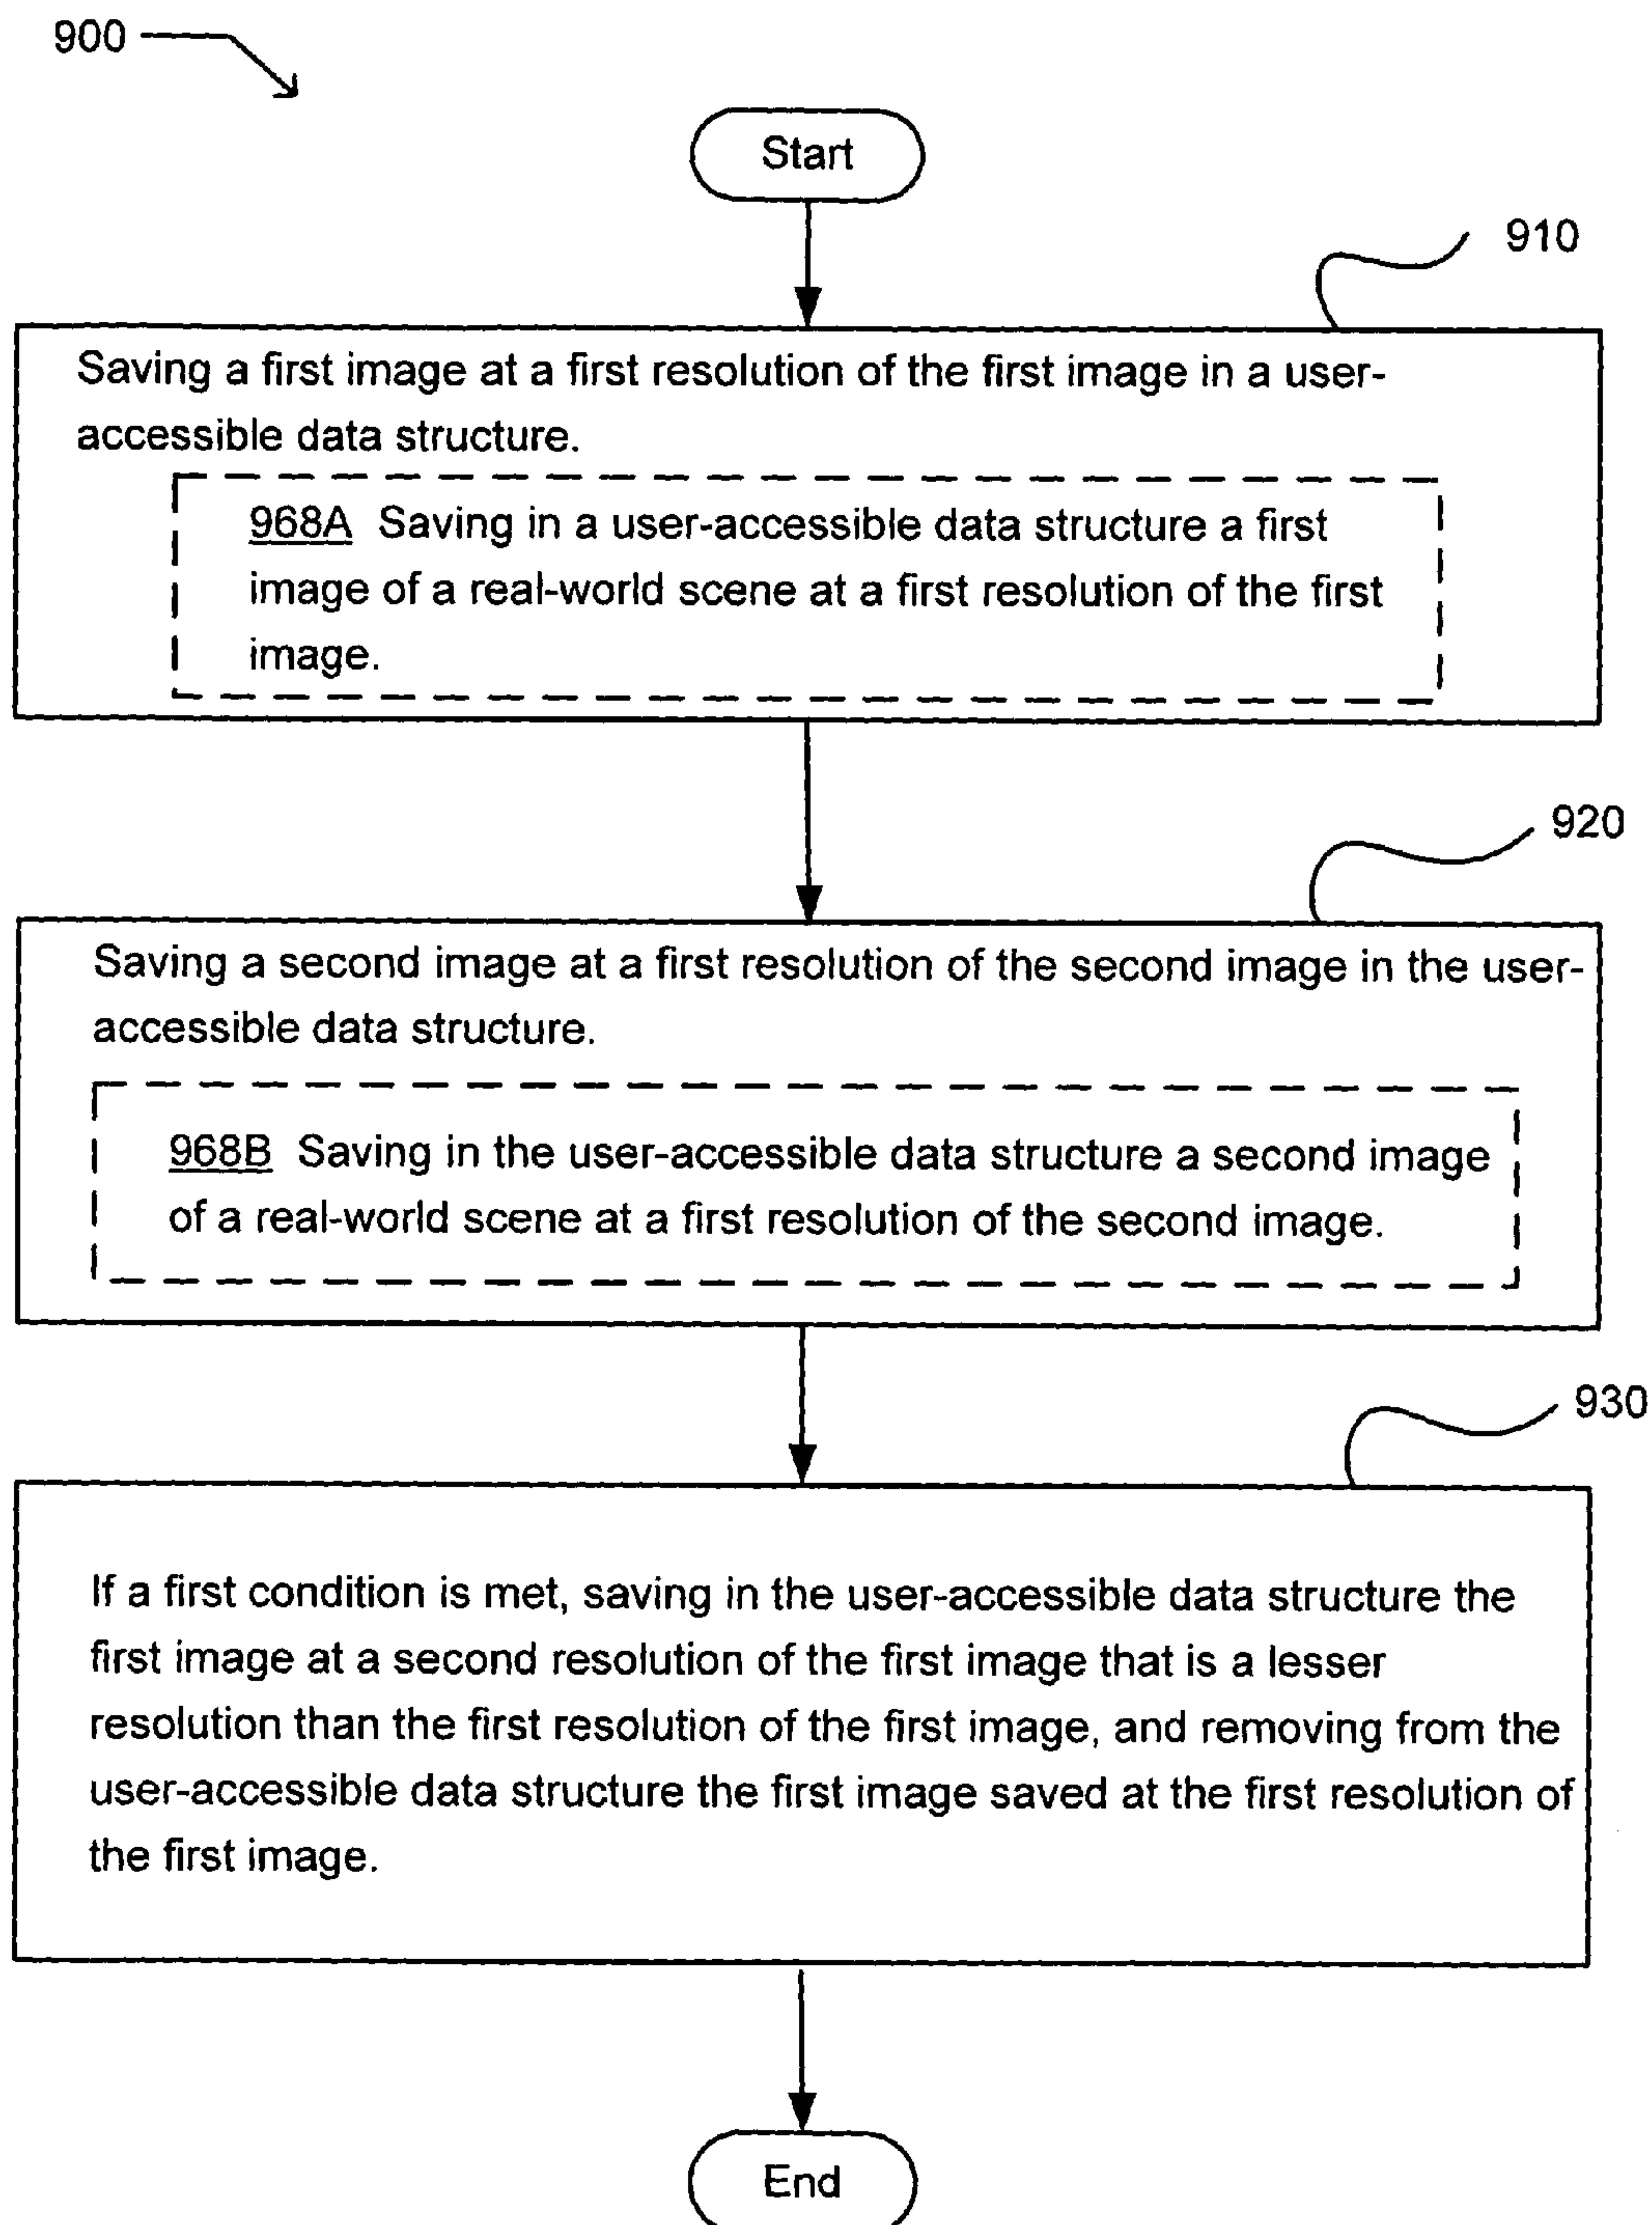 900
Start
910
Saving a first image at a first resolution of the first image in a user-
accessible data structure.
968A Saving in a user-accessible data structure a first
image of a real-world scene at a first resolution of the first
image.
920
Saving a second image at a first resolution of the second image in the user-
accessible data structure.
968B Saving in the user-accessible data structure a second image
of a real-world scene at a first resolution of the second image.
930
If a first condition is met, saving in the user-accessible data structure the
first image at a second resolution of the first image that is a lesser
resolution than the first resolution of the first image, and removing from the
user-accessible data structure the first image saved at the first resolution of
the first image.
End